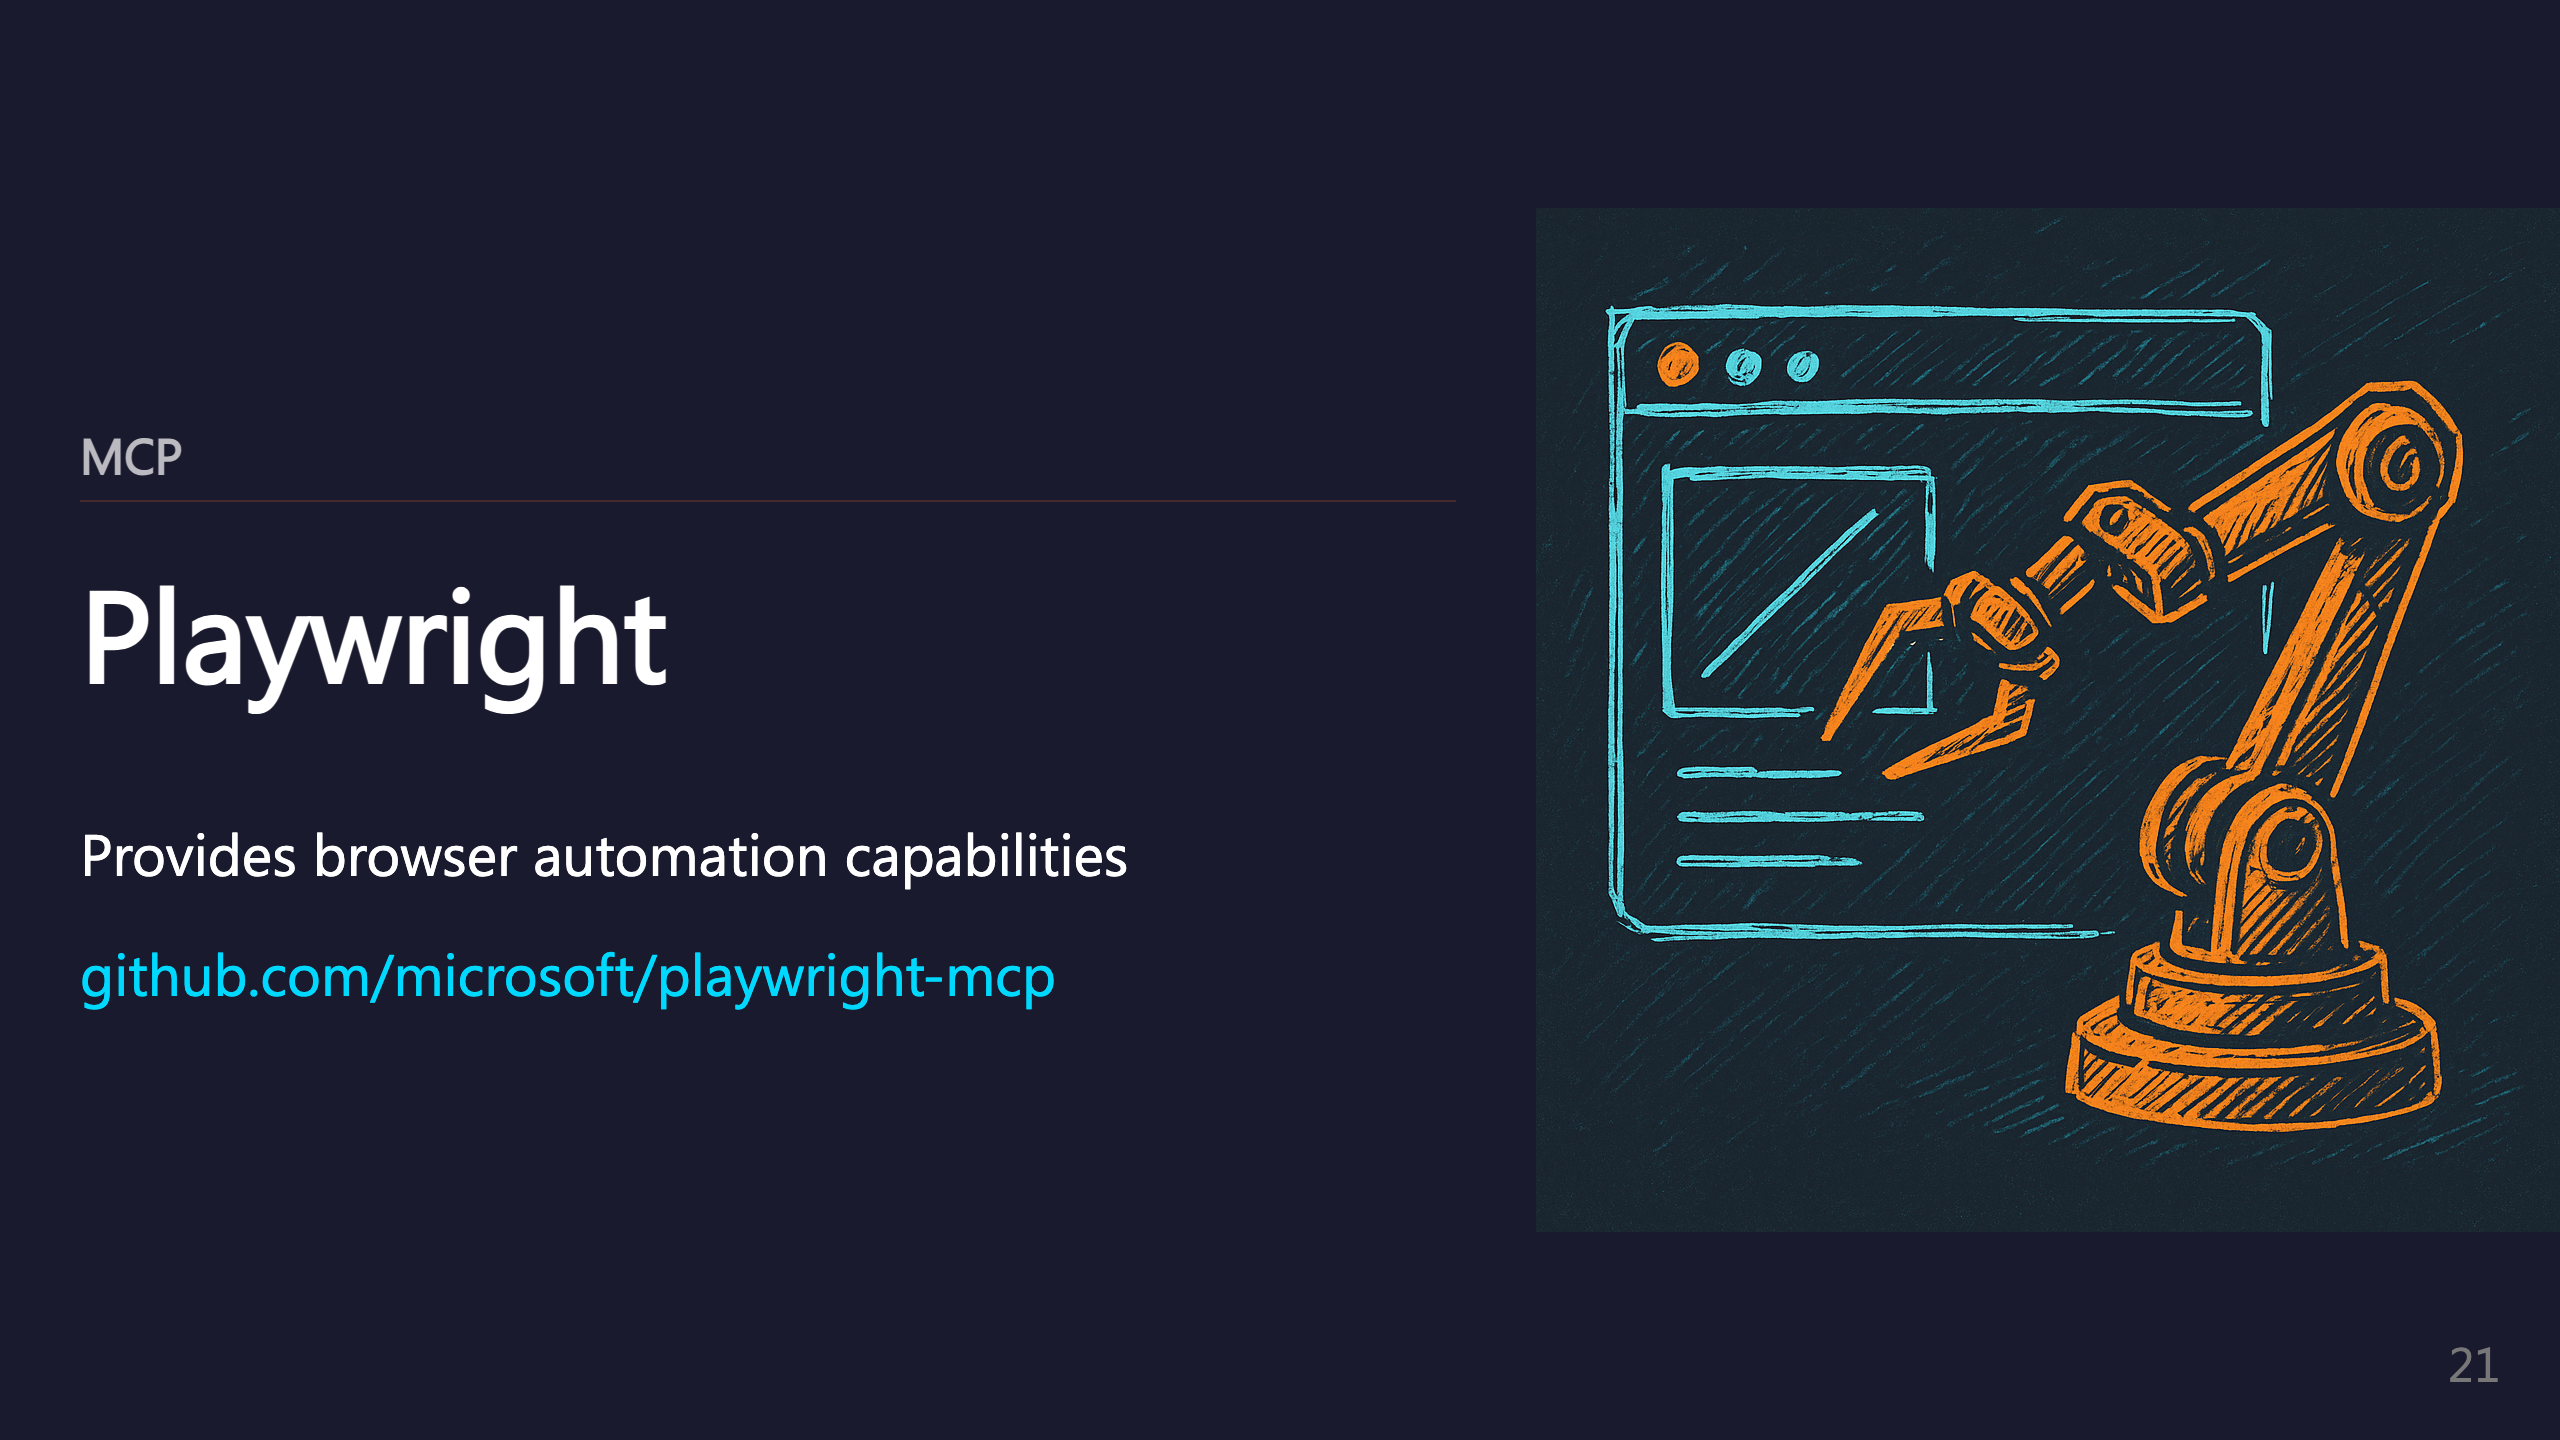 MCP
Playwright
Provides browser automation capabilities
github.com/microsoft/playwright-mcp
21